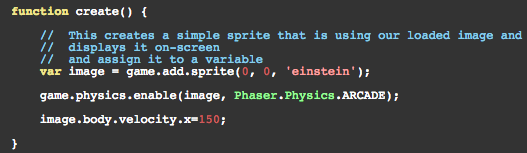 function create() {
//  This creates a simple sprite that is using our loaded image and
//  displays it on-screen
//  and assign it to a variable
var image = game.add.sprite(0, 0, 'einstein');
game.physics.enable(image, Phaser.Physics.ARCADE);
image.body.velocity.x=150;
}